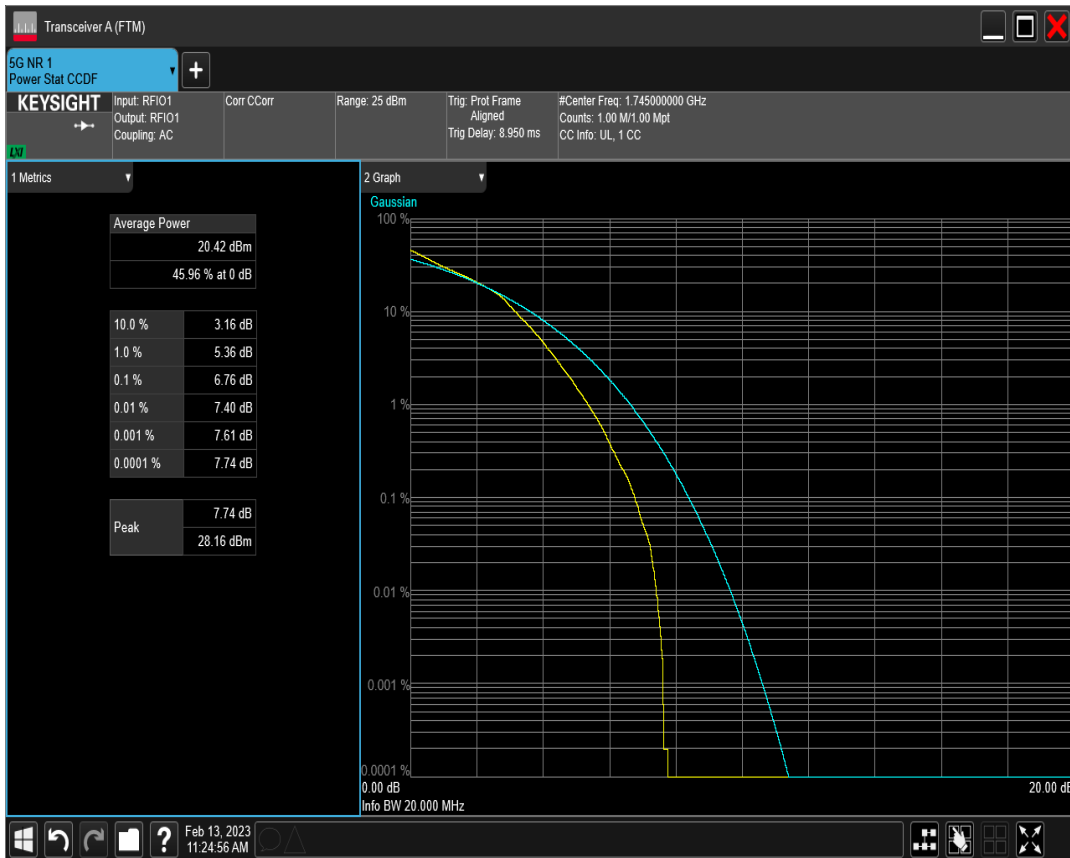 Transceiver A (FTM)
5G NR 1
Power Stat CCDF
+
KEYSIGHT
LXI
Input: RFIO1
Output: RFIO1
Coupling: AC
Corr CCorr
Range: 25 dBm
Trig: Prot Frame
Aligned
Trig Delay: 8.950 ms
#Center Freq: 1.745000000 GHz
Counts: 1.00 M/1.00 Mpt
CC Info: UL, 1 CC
1 Metrics
Average Power
20.42 dBm
45.96 % at 0 dB
10.0 % 3.16 dB
1.0 % 5.36 dB
0.1 % 6.76 dB
0.01 % 7.40 dB
0.001 % 7.61 dB
0.0001 % 7.74 dB
Peak
7.74 dB
28.16 dBm
2 Graph
Gaussian
100 %
10 %
1 %
0.1 %
0.01 %
0.001 %
0.0001 %
0.00 dB 20.00 dB
Info BW 20.000 MHz
?
Feb 13, 2023
11:24:56 AM